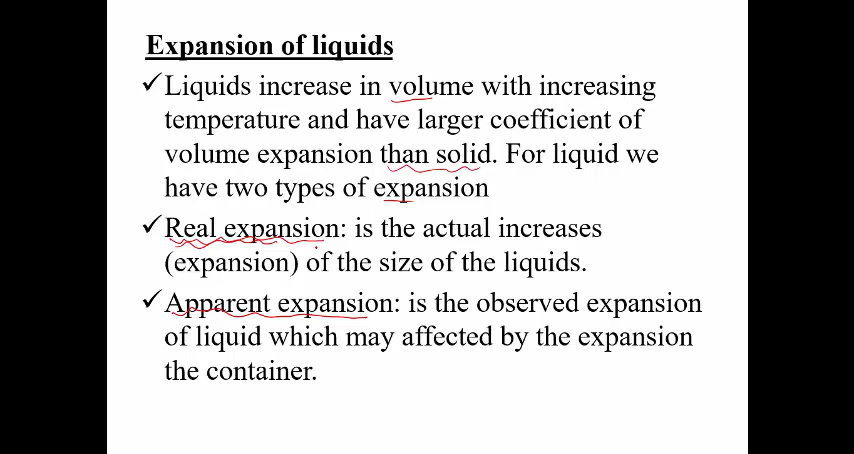 Expansion of liquids
✓Liquids increase in volume with increasing
temperature and have larger coefficient of
volume expansion than solid. For liquid we
have two types of expansion
✓Real expansion: is the actual increases
(expansion) of the size of the liquids.
✓Apparent expansion: is the observed expansion
of liquid which may affected by the expansion
the container.